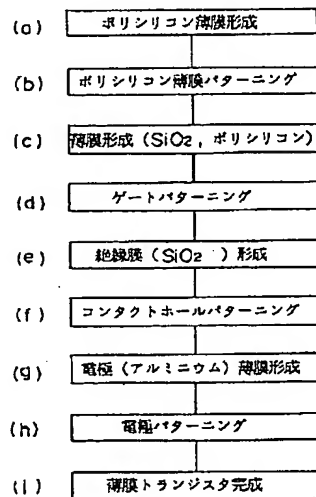 (a) ポリシリコン薄膜形成
(b) ポリシリコン薄膜パターニング
(c) 薄膜形成（SiO2，ポリシリコン）
(d) ゲートパターニング
(e) 絶縁膜（SiO2）形成
(f) コンタクトホールパターニング
(g) 電極（アルミニウム）薄膜形成
(h) 電極パターニング
(i) 薄膜トランジスタ完成